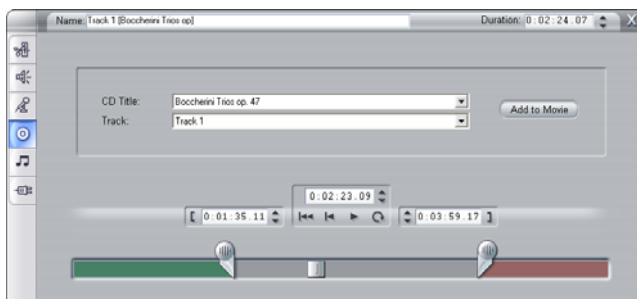 Name: Track 1 [Boccherini Trios op] Duration: 0:02:24.07 X
CD Title: Boccherini Trios op. 47
Track: Track 1
Add to Movie
0:02:23.09
[ 0:01:35.11 0:03:59.17 ]